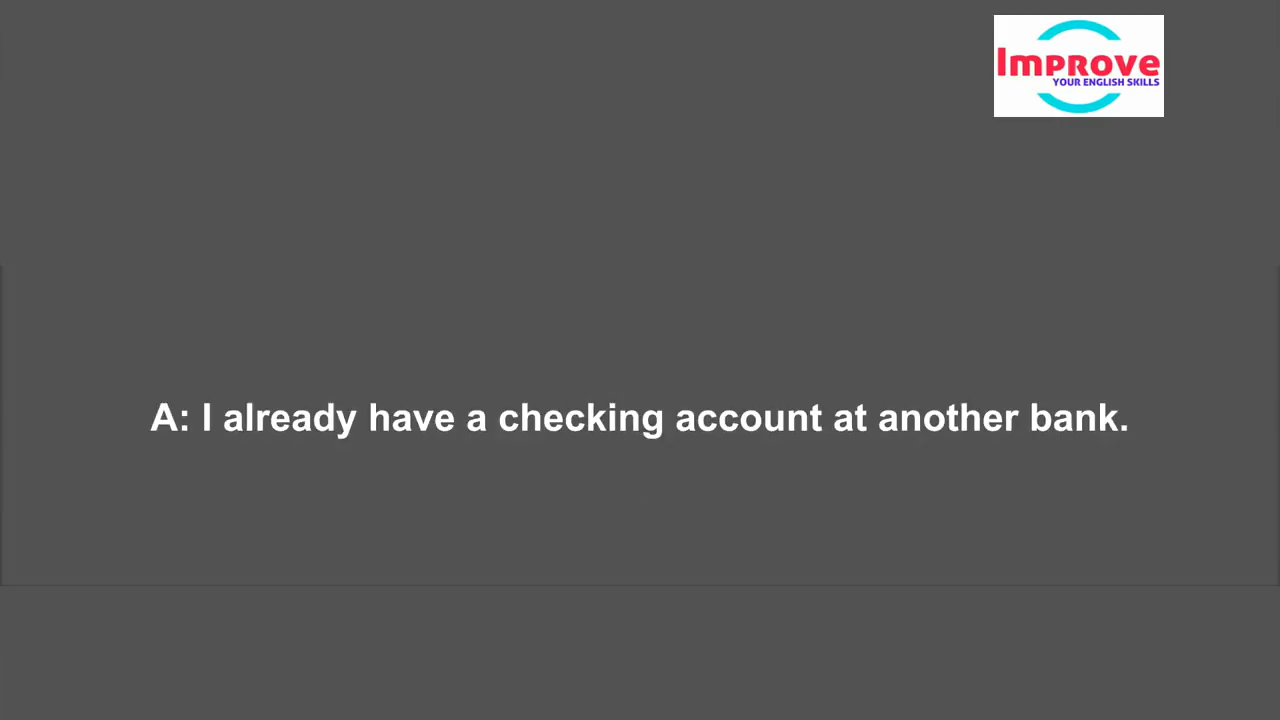 Improve
YOUR ENGLISH SKILLS
A: I already have a checking account at another bank.